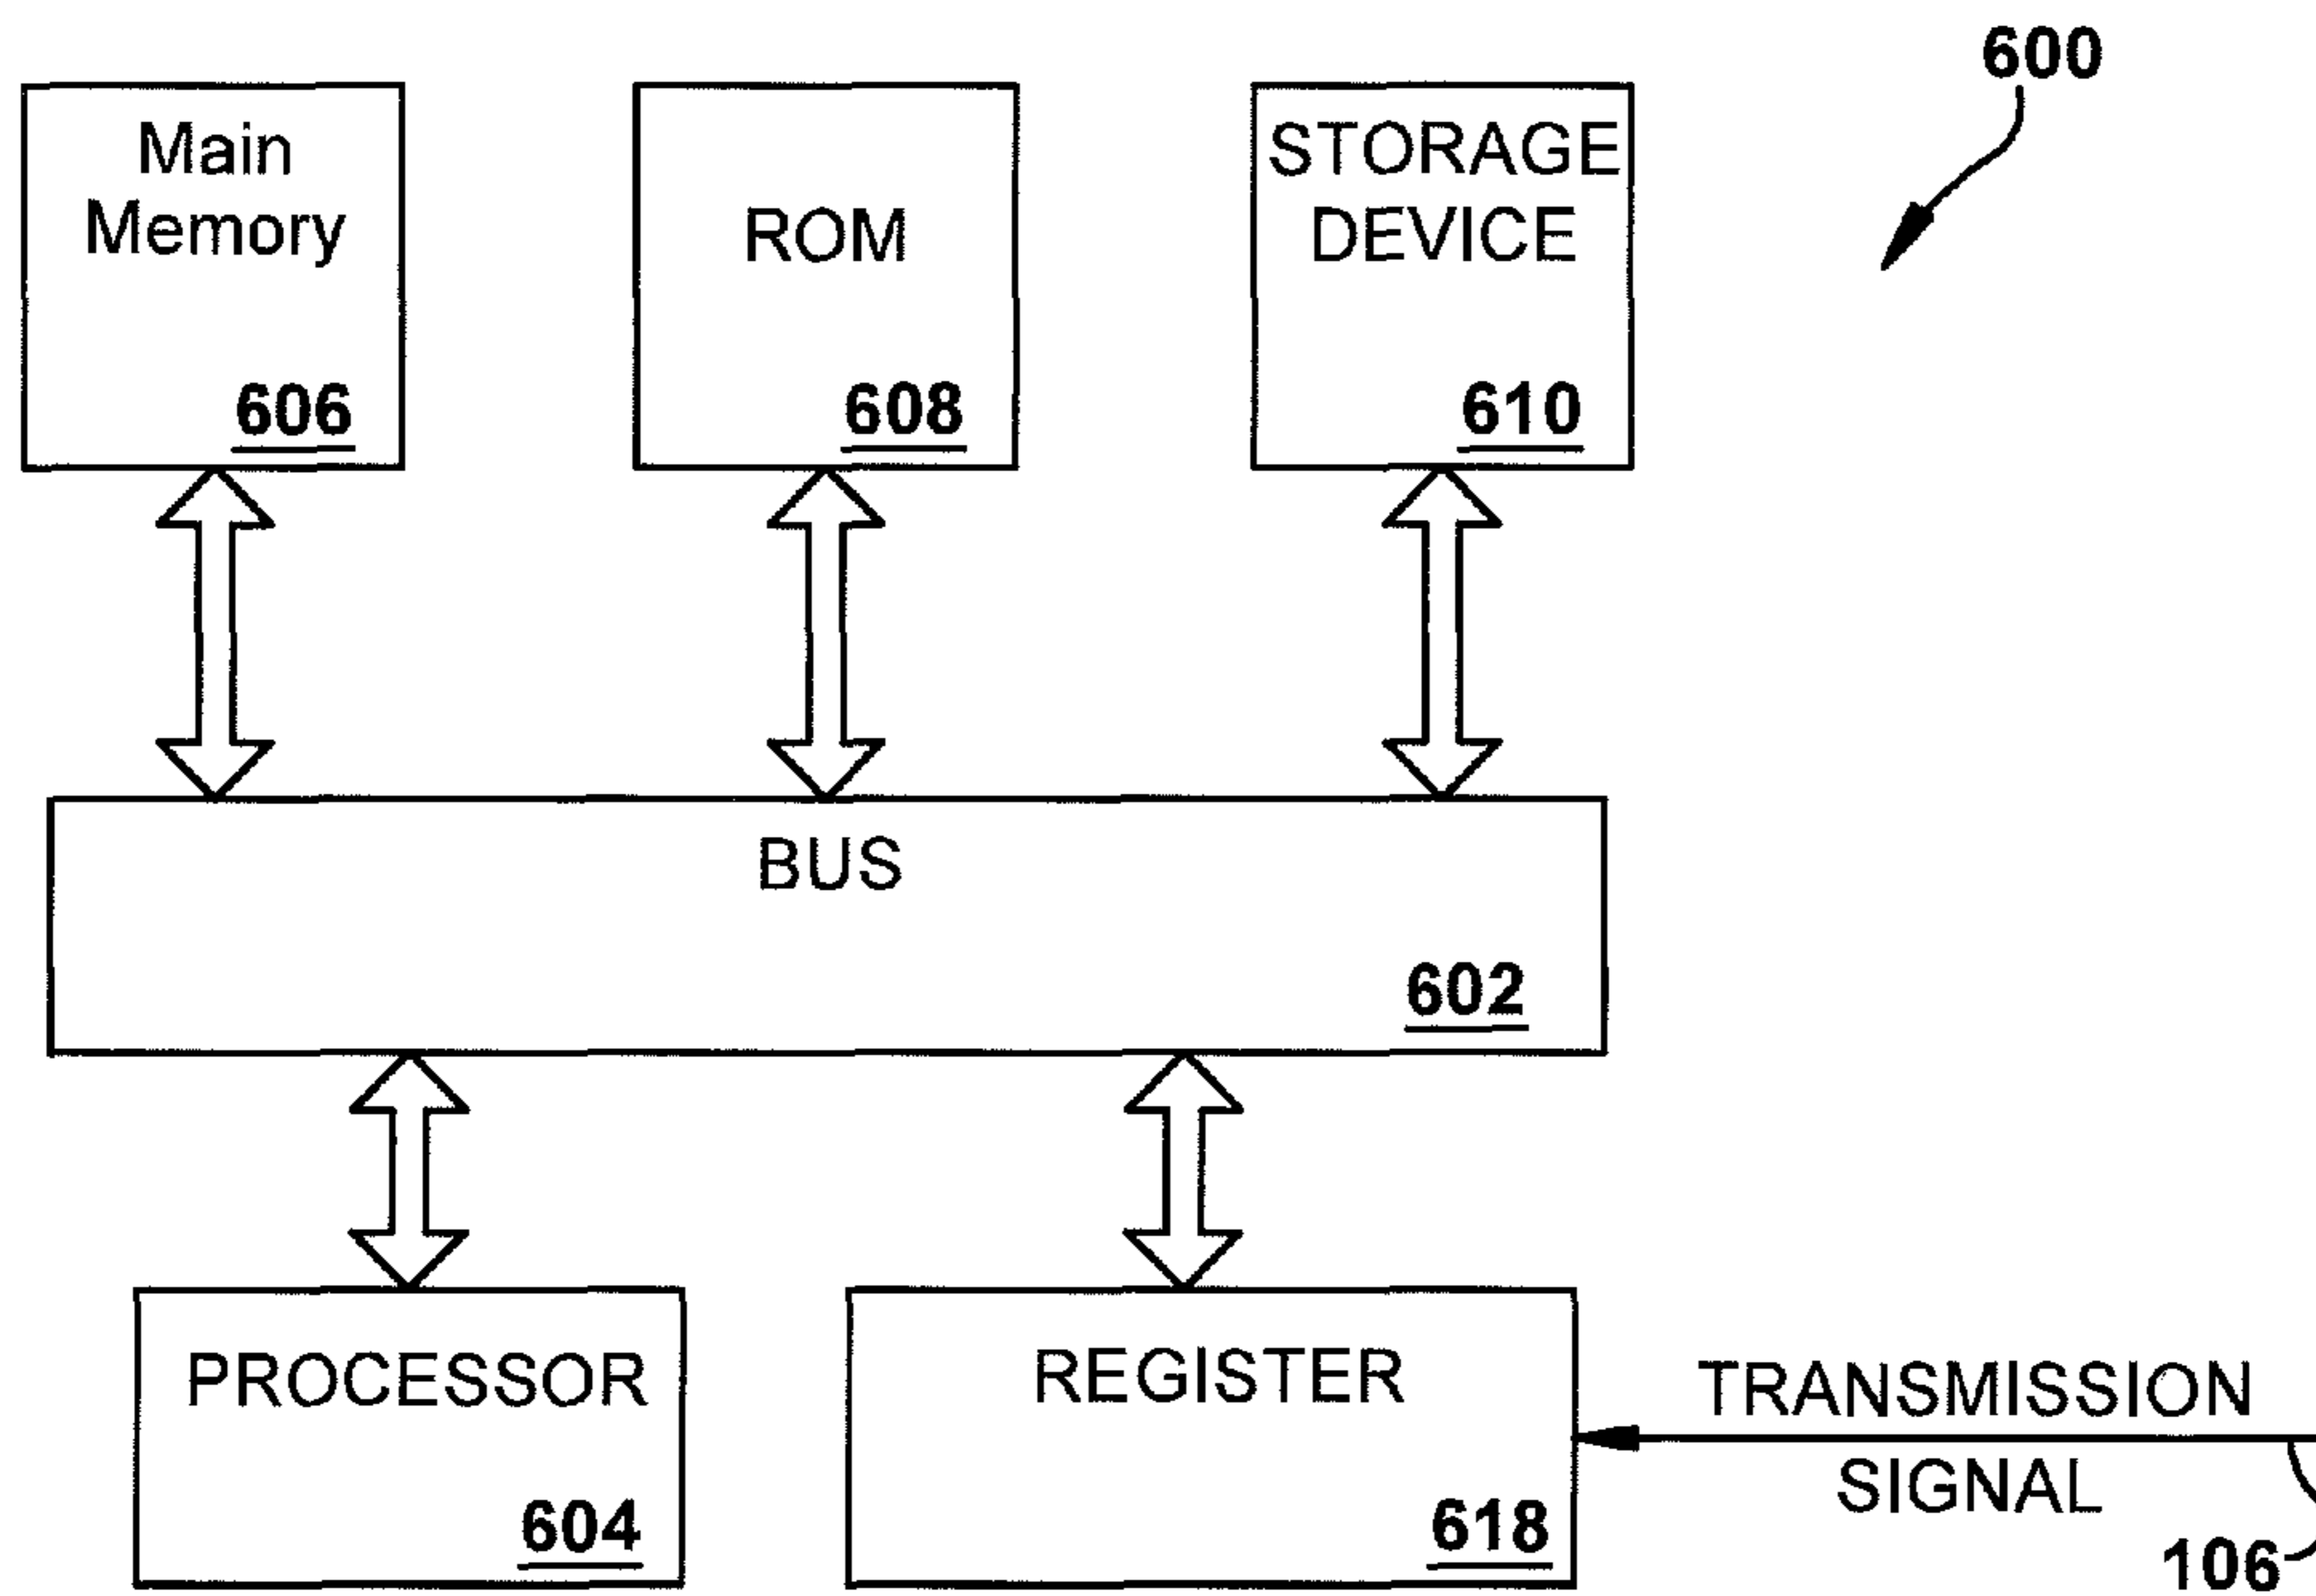 600
Main
Memory
606
ROM
608
STORAGE
DEVICE
610
BUS
602
PROCESSOR
604
REGISTER
618
TRANSMISSION
SIGNAL
106